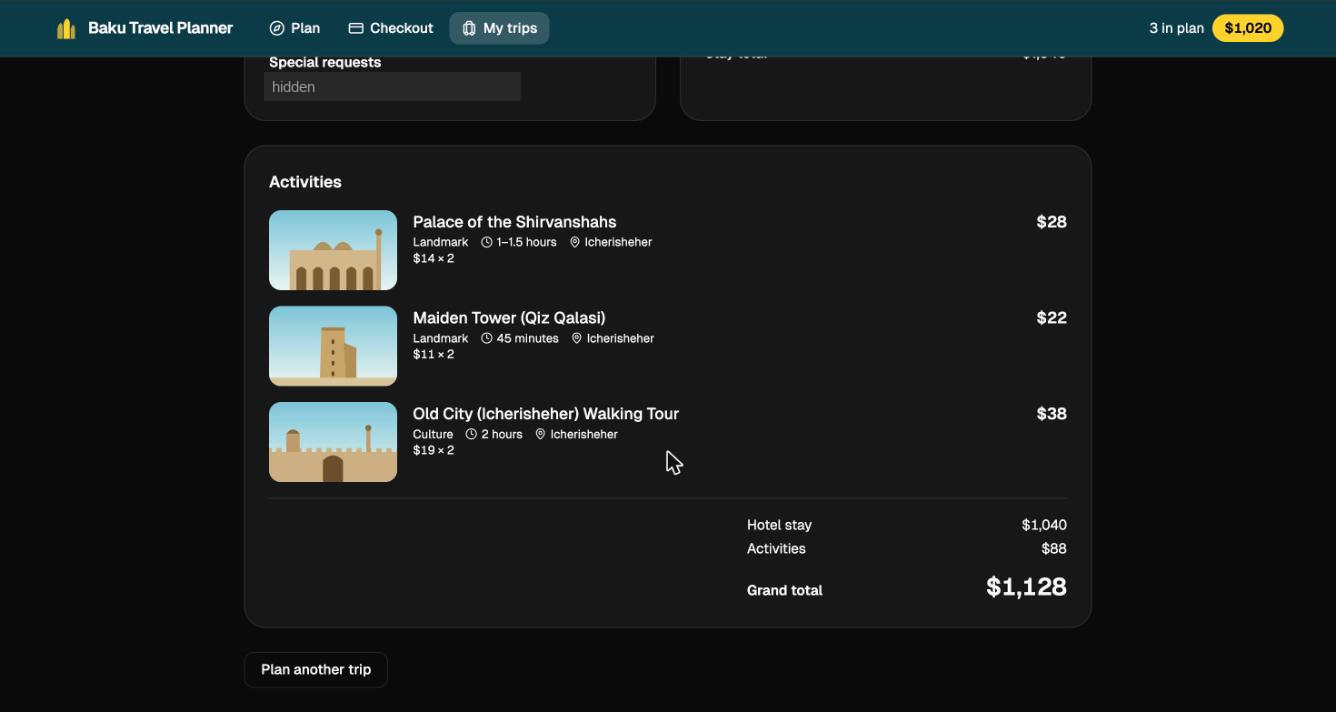 Baku Travel Planner
Plan
Checkout
My trips
3 in plan
$1,020
Special requests
hidden
Activities
Palace of the Shirvanshahs
$28
Landmark 1–1.5 hours Icherisheher
$14 × 2
Maiden Tower (Qiz Qalasi)
$22
Landmark 45 minutes Icherisheher
$11 × 2
Old City (Icherisheher) Walking Tour
$38
Culture 2 hours Icherisheher
$19 × 2
Hotel stay $1,040
Activities $88
Grand total $1,128
Plan another trip